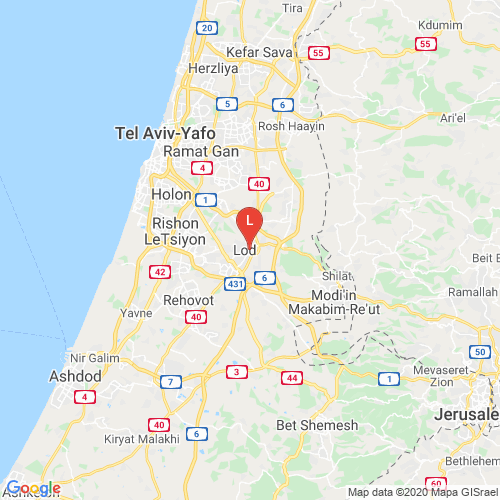 Tira
Kdumim
20
Kefar Sava
55
55
Herzliya
5
6
Ari'el
Rosh Haayin
Tel Aviv-Yafo
Ramat Gan
4
40
Holon
1
Rishon
LeTsiyon
L
Lod
Beit E
42
431
6
Shilat
Ramallah
Rehovot
Modi'in
Makabim-Re'ut
Yavne
40
50
Nir Galim
Ashdod
7
3
44
1
Mevaseret
Zion
4
Jerusale
40
6
Bet Shemesh
Kiryat Malakhi
Bethlehem
60
Google
Ashkelon
Map data ©2020 Mapa GISrael